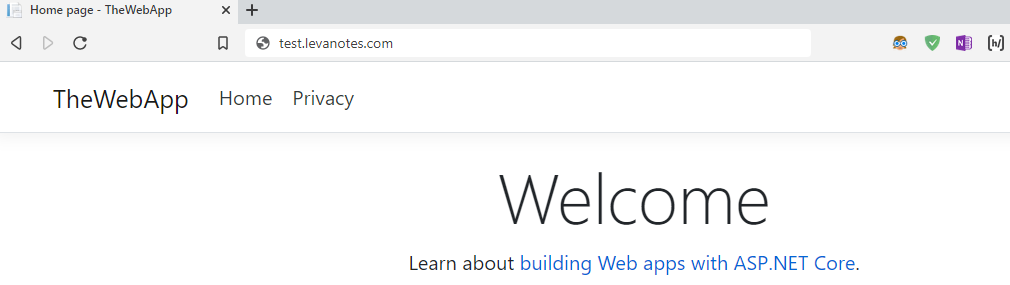 Home page - TheWebApp
test.levanotes.com
TheWebApp Home Privacy
Welcome
Learn about building Web apps with ASP.NET Core.